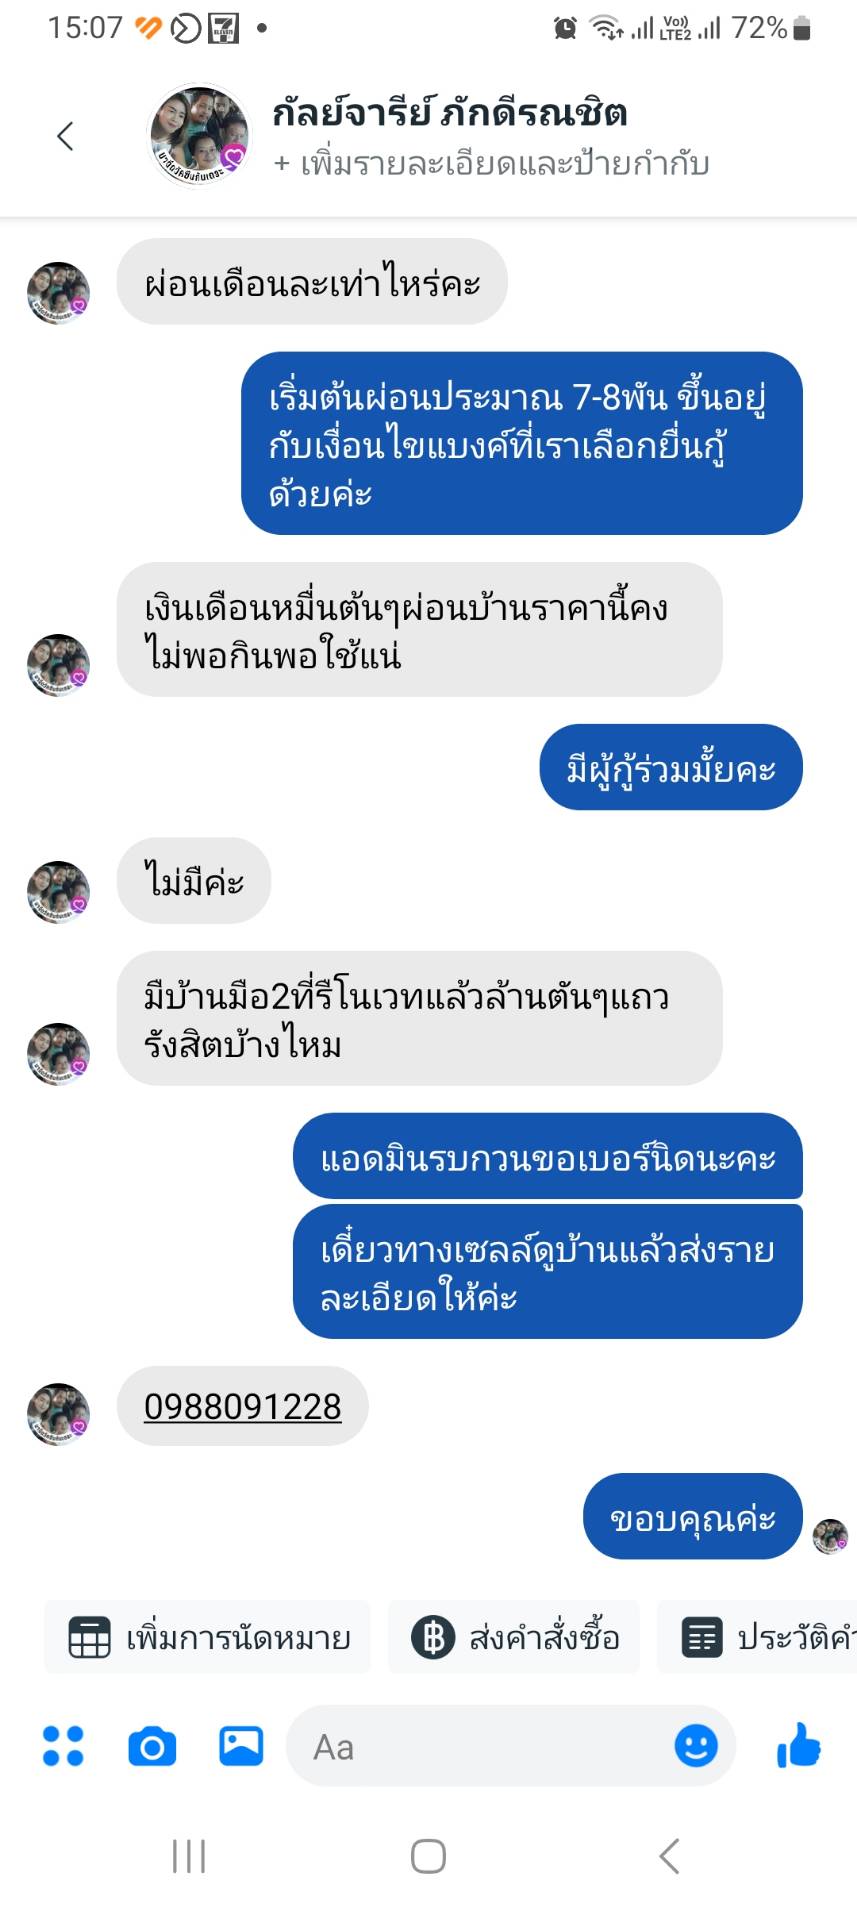 15:07
Vo))
LTE2
72%
กัลย์จารีย์ ภักดีรณชิต
+ เพิ่มรายละเอียดและป้ายกำกับ
ผ่อนเดือนละเท่าไหร่คะ
เริ่มต้นผ่อนประมาณ 7-8พัน ขึ้นอยู่
กับเงื่อนไขแบงค์ที่เราเลือกยื่นกู้
ด้วยค่ะ
เงินเดือนหมื่นต้นๆผ่อนบ้านราคานี้คง
ไม่พอกินพอใช้แน่
มีผู้กู้ร่วมมั้ยคะ
ไม่มีค่ะ
มีบ้านมือ2ที่รีโนเวทแล้วล้านต้นๆแถว
รังสิตบ้างไหม
แอดมินรบกวนขอเบอร์นิดนะคะ
เดี๋ยวทางเซลล์ดูบ้านแล้วส่งราย
ละเอียดให้ค่ะ
0988091228
ขอบคุณค่ะ
เพิ่มการนัดหมาย
ส่งคำสั่งซื้อ
ประวัติคำ
Aa